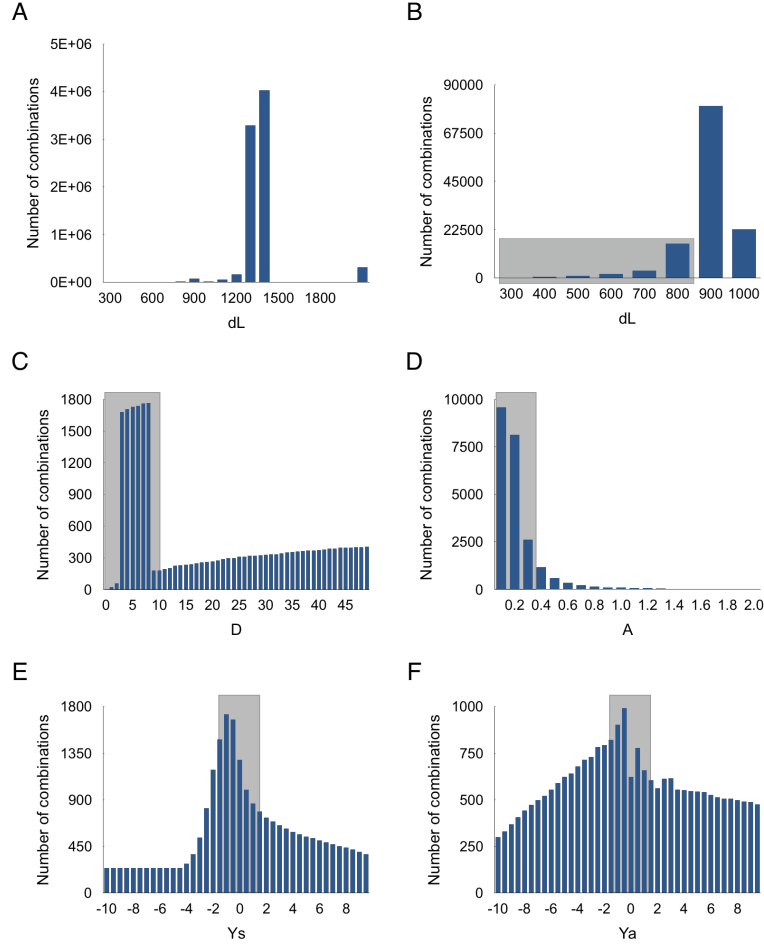 A
Number of combinations
5E+06
4E+06
3E+06
2E+06
1E+06
0E+00
300 600 900 1200 1500 1800
dL
B
Number of combinations
90000
67500
45000
22500
0
300 400 500 600 700 800 900 1000
dL
C
Number of combinations
1800
1500
1200
900
600
300
0
0 5 10 15 20 25 30 35 40 45
D
D
Number of combinations
10000
7500
5000
2500
0
0.2 0.4 0.6 0.8 1.0 1.2 1.4 1.6 1.8 2.0
A
E
Number of combinations
1800
1350
900
450
0
-10 -8 -6 -4 -2 0 2 4 6 8
Ys
F
Number of combinations
1000
750
500
250
0
-10 -8 -6 -4 -2 0 2 4 6 8
Ya